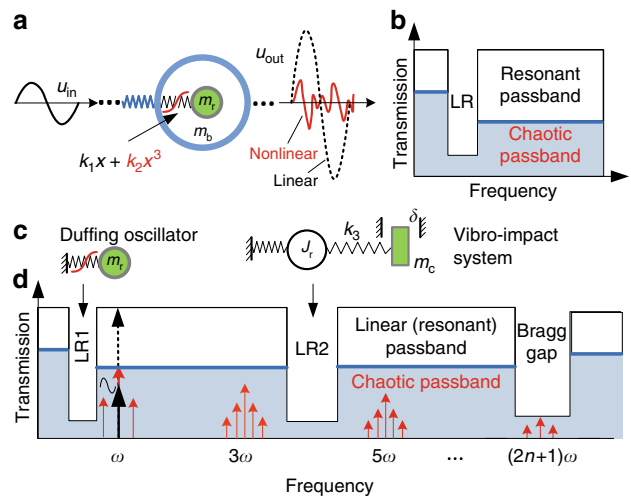 a
u_in
m_r
m_b
k_1x + k_2x^3
u_out
Nonlinear
Linear
b
Transmission
LR
Resonant
passband
Chaotic
passband
Frequency
c
Duffing oscillator
m_r
J_r
k_3
δ
m_c
Vibro-impact
system
d
Transmission
LR1
LR2
Linear (resonant)
passband
Chaotic passband
Bragg
gap
ω
3ω
5ω
...
(2n+1)ω
Frequency